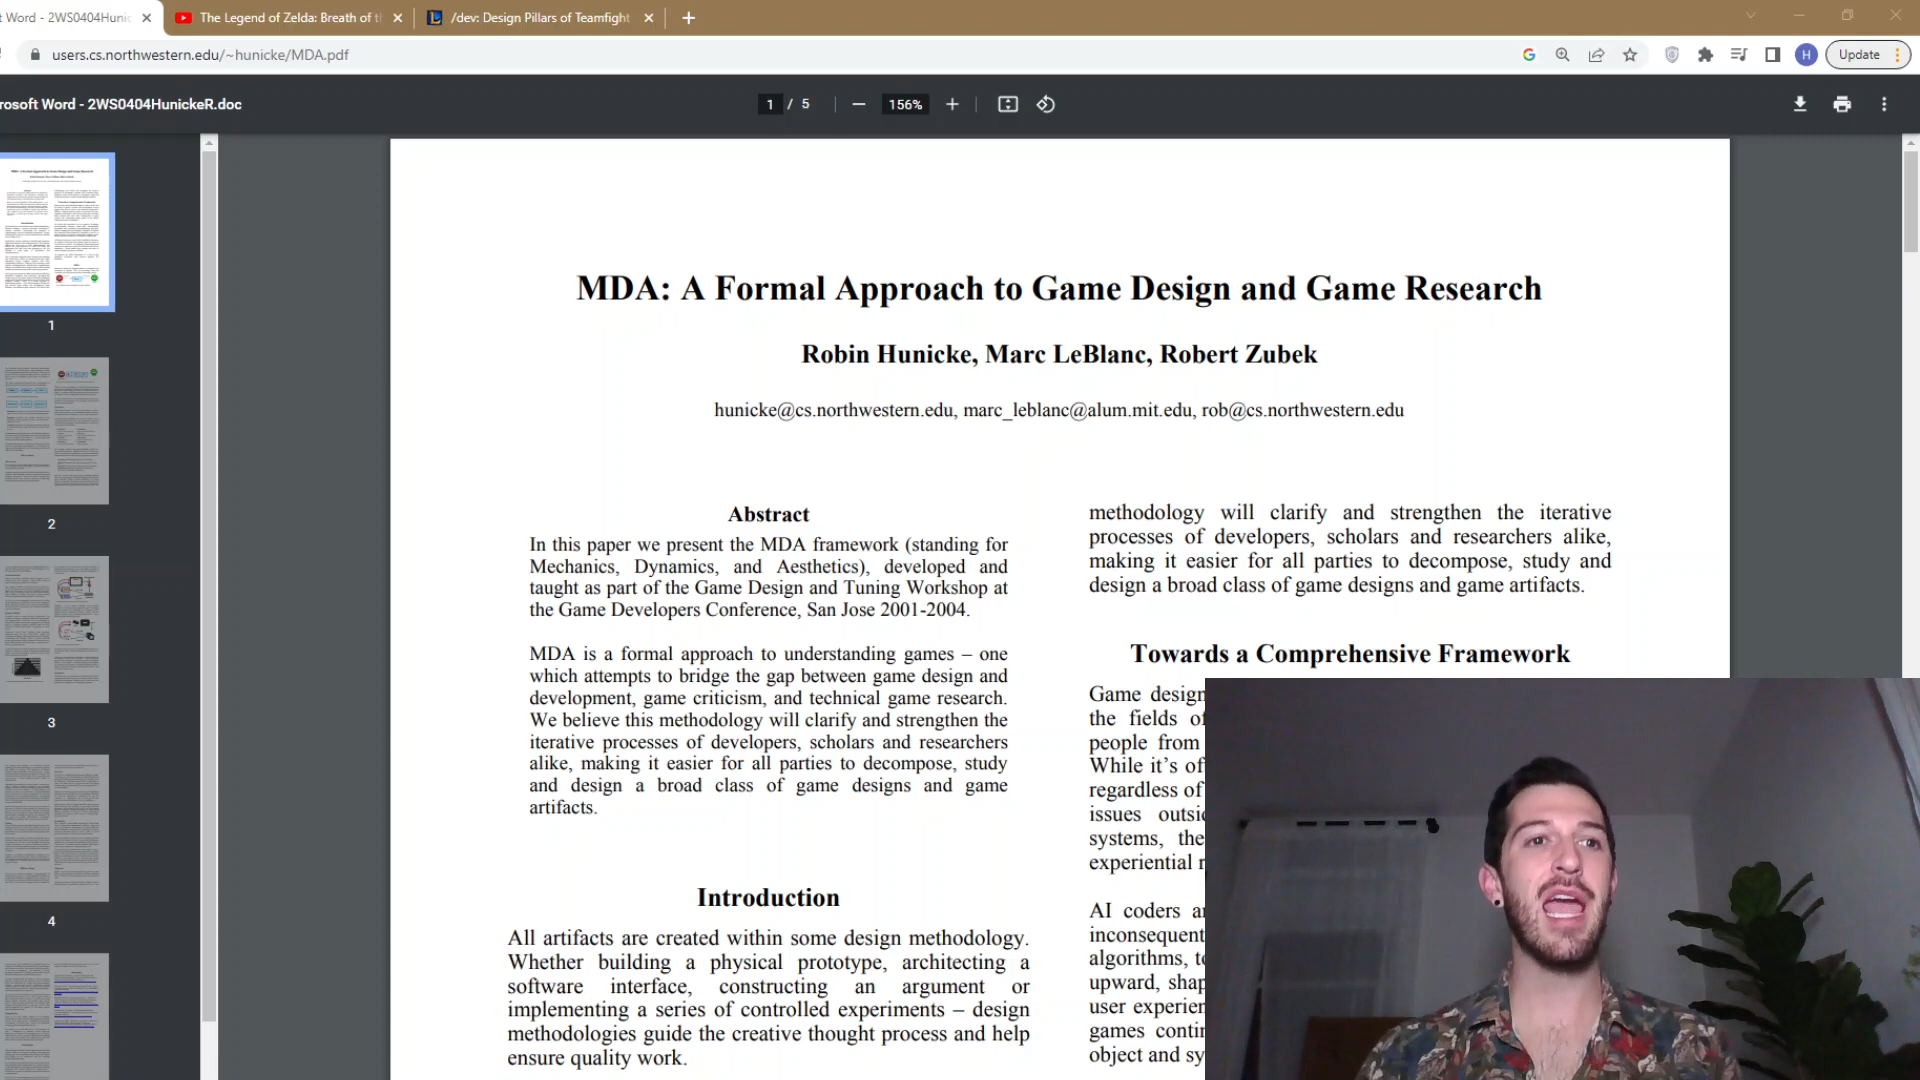 t Word - 2WS0404Hunic
The Legend of Zelda: Breath of t
/dev: Design Pillars of Teamfight
users.cs.northwestern.edu/~hunicke/MDA.pdf
H
Update
rosoft Word - 2WS0404HunickeR.doc
1 / 5
156%
1
2
3
4
MDA: A Formal Approach to Game Design and Game Research
Robin Hunicke, Marc LeBlanc, Robert Zubek
hunicke@cs.northwestern.edu, marc_leblanc@alum.mit.edu, rob@cs.northwestern.edu
Abstract
In this paper we present the MDA framework (standing for
Mechanics, Dynamics, and Aesthetics), developed and
taught as part of the Game Design and Tuning Workshop at
the Game Developers Conference, San Jose 2001-2004.
MDA is a formal approach to understanding games – one
which attempts to bridge the gap between game design and
development, game criticism, and technical game research.
We believe this methodology will clarify and strengthen the
iterative processes of developers, scholars and researchers
alike, making it easier for all parties to decompose, study
and design a broad class of game designs and game
artifacts.
Introduction
All artifacts are created within some design methodology.
Whether building a physical prototype, architecting a
software interface, constructing an argument or
implementing a series of controlled experiments – design
methodologies guide the creative thought process and help
ensure quality work.
methodology will clarify and strengthen the iterative
processes of developers, scholars and researchers alike,
making it easier for all parties to decompose, study and
design a broad class of game designs and game artifacts.
Towards a Comprehensive Framework
Game design
the fields of
people from
While it's of
regardless of
issues outsi
systems, the
experiential
AI coders a
inconsequent
algorithms, t
upward, shap
user experien
games conti
object and sy